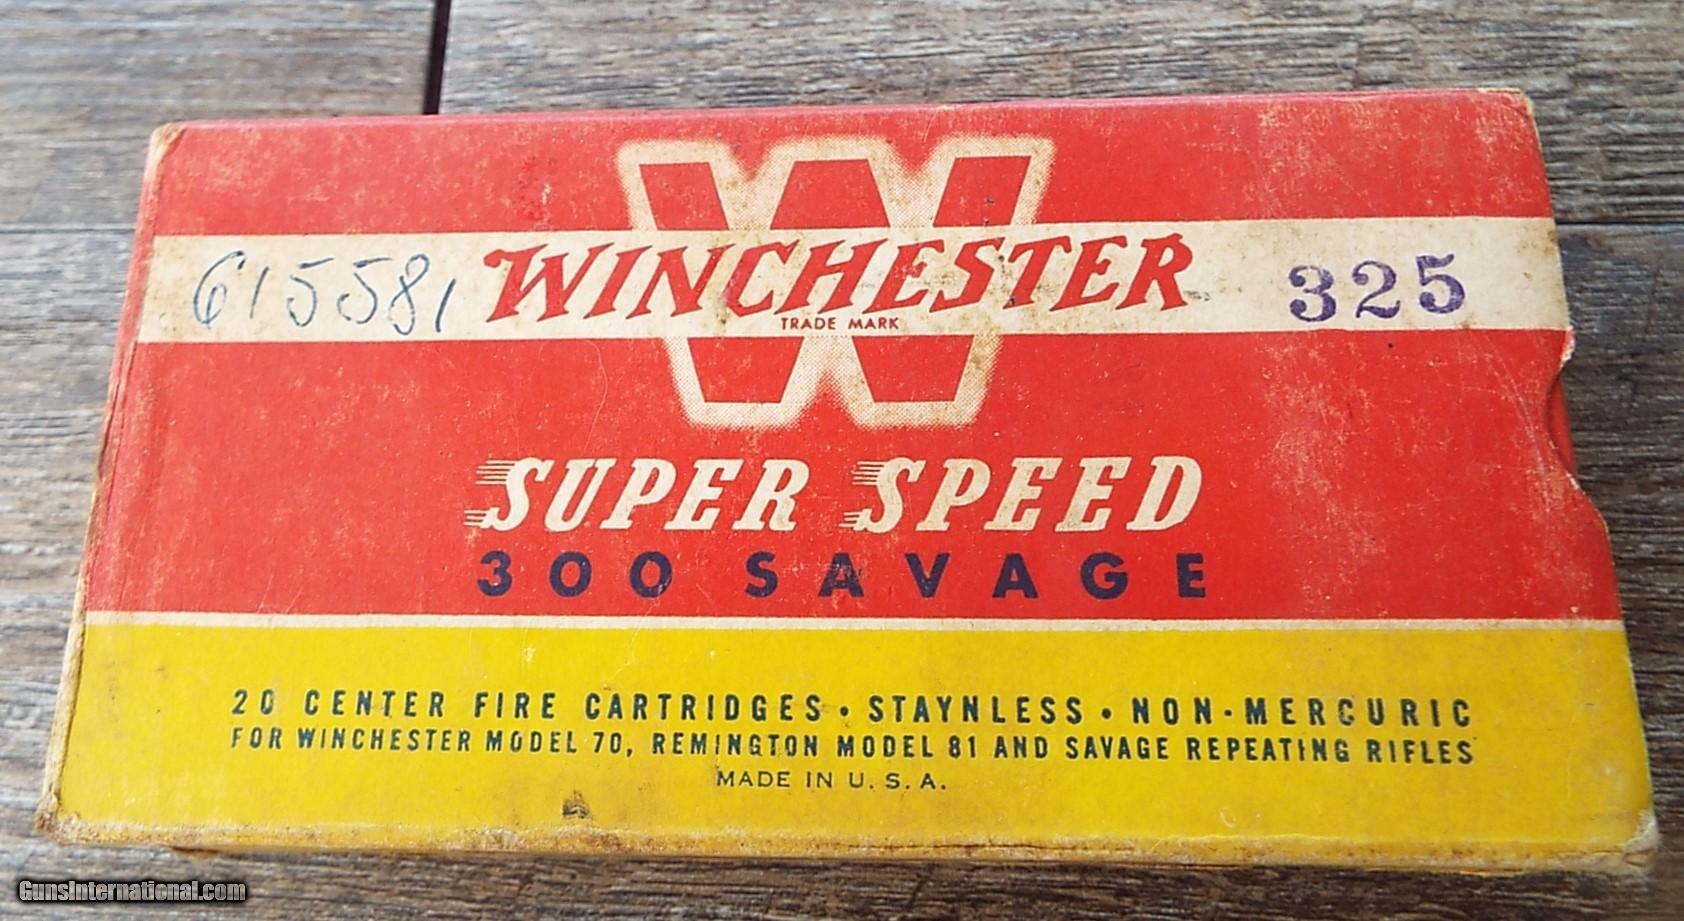 W
615581 WINCHESTER 325
TRADE MARK
SUPER SPEED
300 SAVAGE
20 CENTER FIRE CARTRIDGES • STAYNLESS • NON-MERCURIC
FOR WINCHESTER MODEL 70, REMINGTON MODEL 81 AND SAVAGE REPEATING RIFLES
MADE IN U.S.A.
GunsInternational.com